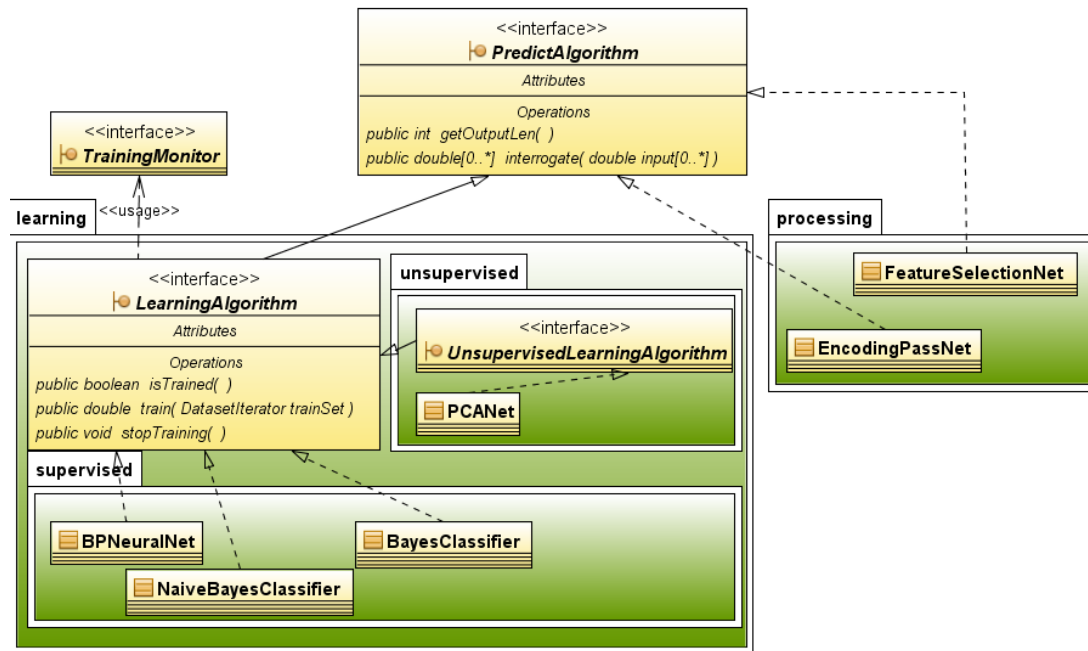 <<interface>>
PredictAlgorithm
Attributes
Operations
public int getOutputLen( )
public double[0..*] interrogate( double input[0..*] )
<<interface>>
TrainingMonitor
<<usage>>
learning
processing
<<interface>>
LearningAlgorithm
Attributes
Operations
public boolean isTrained( )
public double train( DatasetIterator trainSet )
public void stopTraining( )
unsupervised
<<interface>>
UnsupervisedLearningAlgorithm
PCANet
FeatureSelectionNet
EncodingPassNet
supervised
BPNeuralNet
BayesClassifier
NaiveBayesClassifier